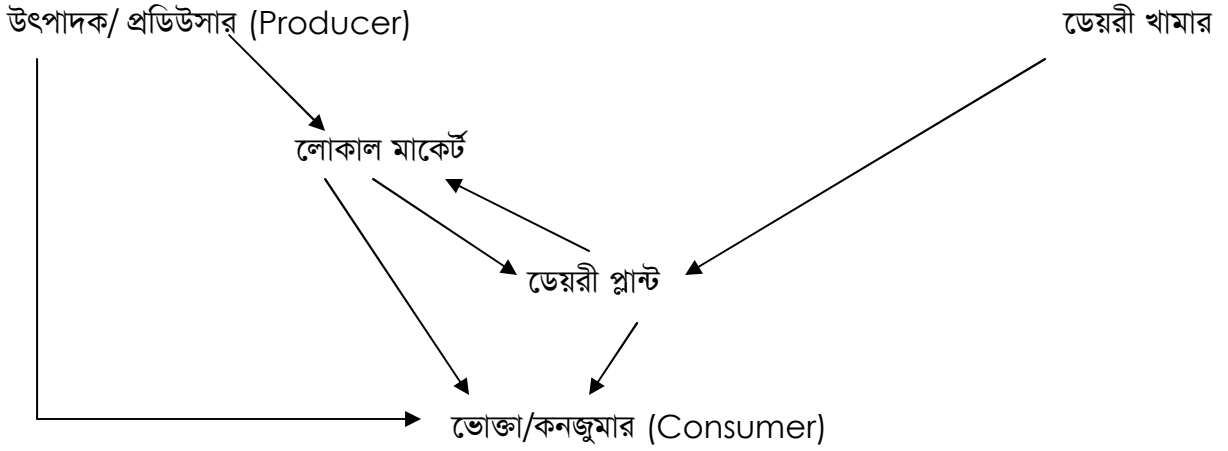 উৎপাদক/ প্রডিউসার (Producer)
ডেয়রী খামার
লোকাল মাকের্ট
ডেয়রী প্লান্ট
ভোক্তা/কনজুমার (Consumer)